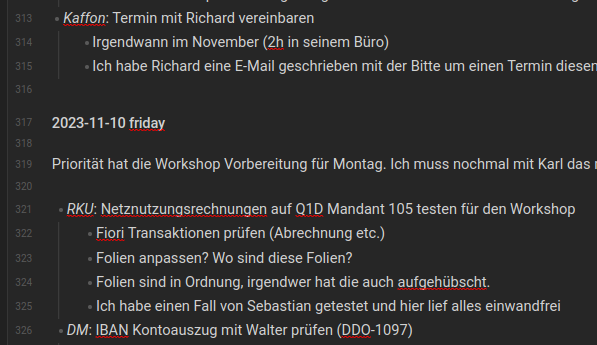 313 Kaffon: Termin mit Richard vereinbaren
314 Irgendwann im November (2h in seinem Büro)
315 Ich habe Richard eine E-Mail geschrieben mit der Bitte um einen Termin diesen
316
317 2023-11-10 friday
318
319 Priorität hat die Workshop Vorbereitung für Montag. Ich muss nochmal mit Karl das
320
321 RKU: Netznutzungsrechnungen auf Q1D Mandant 105 testen für den Workshop
322 Fiori Transaktionen prüfen (Abrechnung etc.)
323 Folien anpassen? Wo sind diese Folien?
324 Folien sind in Ordnung, irgendwer hat die auch aufgehübscht.
325 Ich habe einen Fall von Sebastian getestet und hier lief alles einwandfrei
326 DM: IBAN Kontoauszug mit Walter prüfen (DDO-1097)